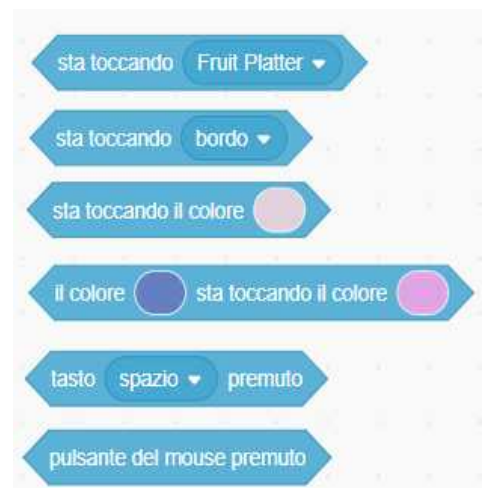 sta toccando Fruit Platter
sta toccando bordo
sta toccando il colore
il colore sta toccando il colore
tasto spazio premuto
pulsante del mouse premuto